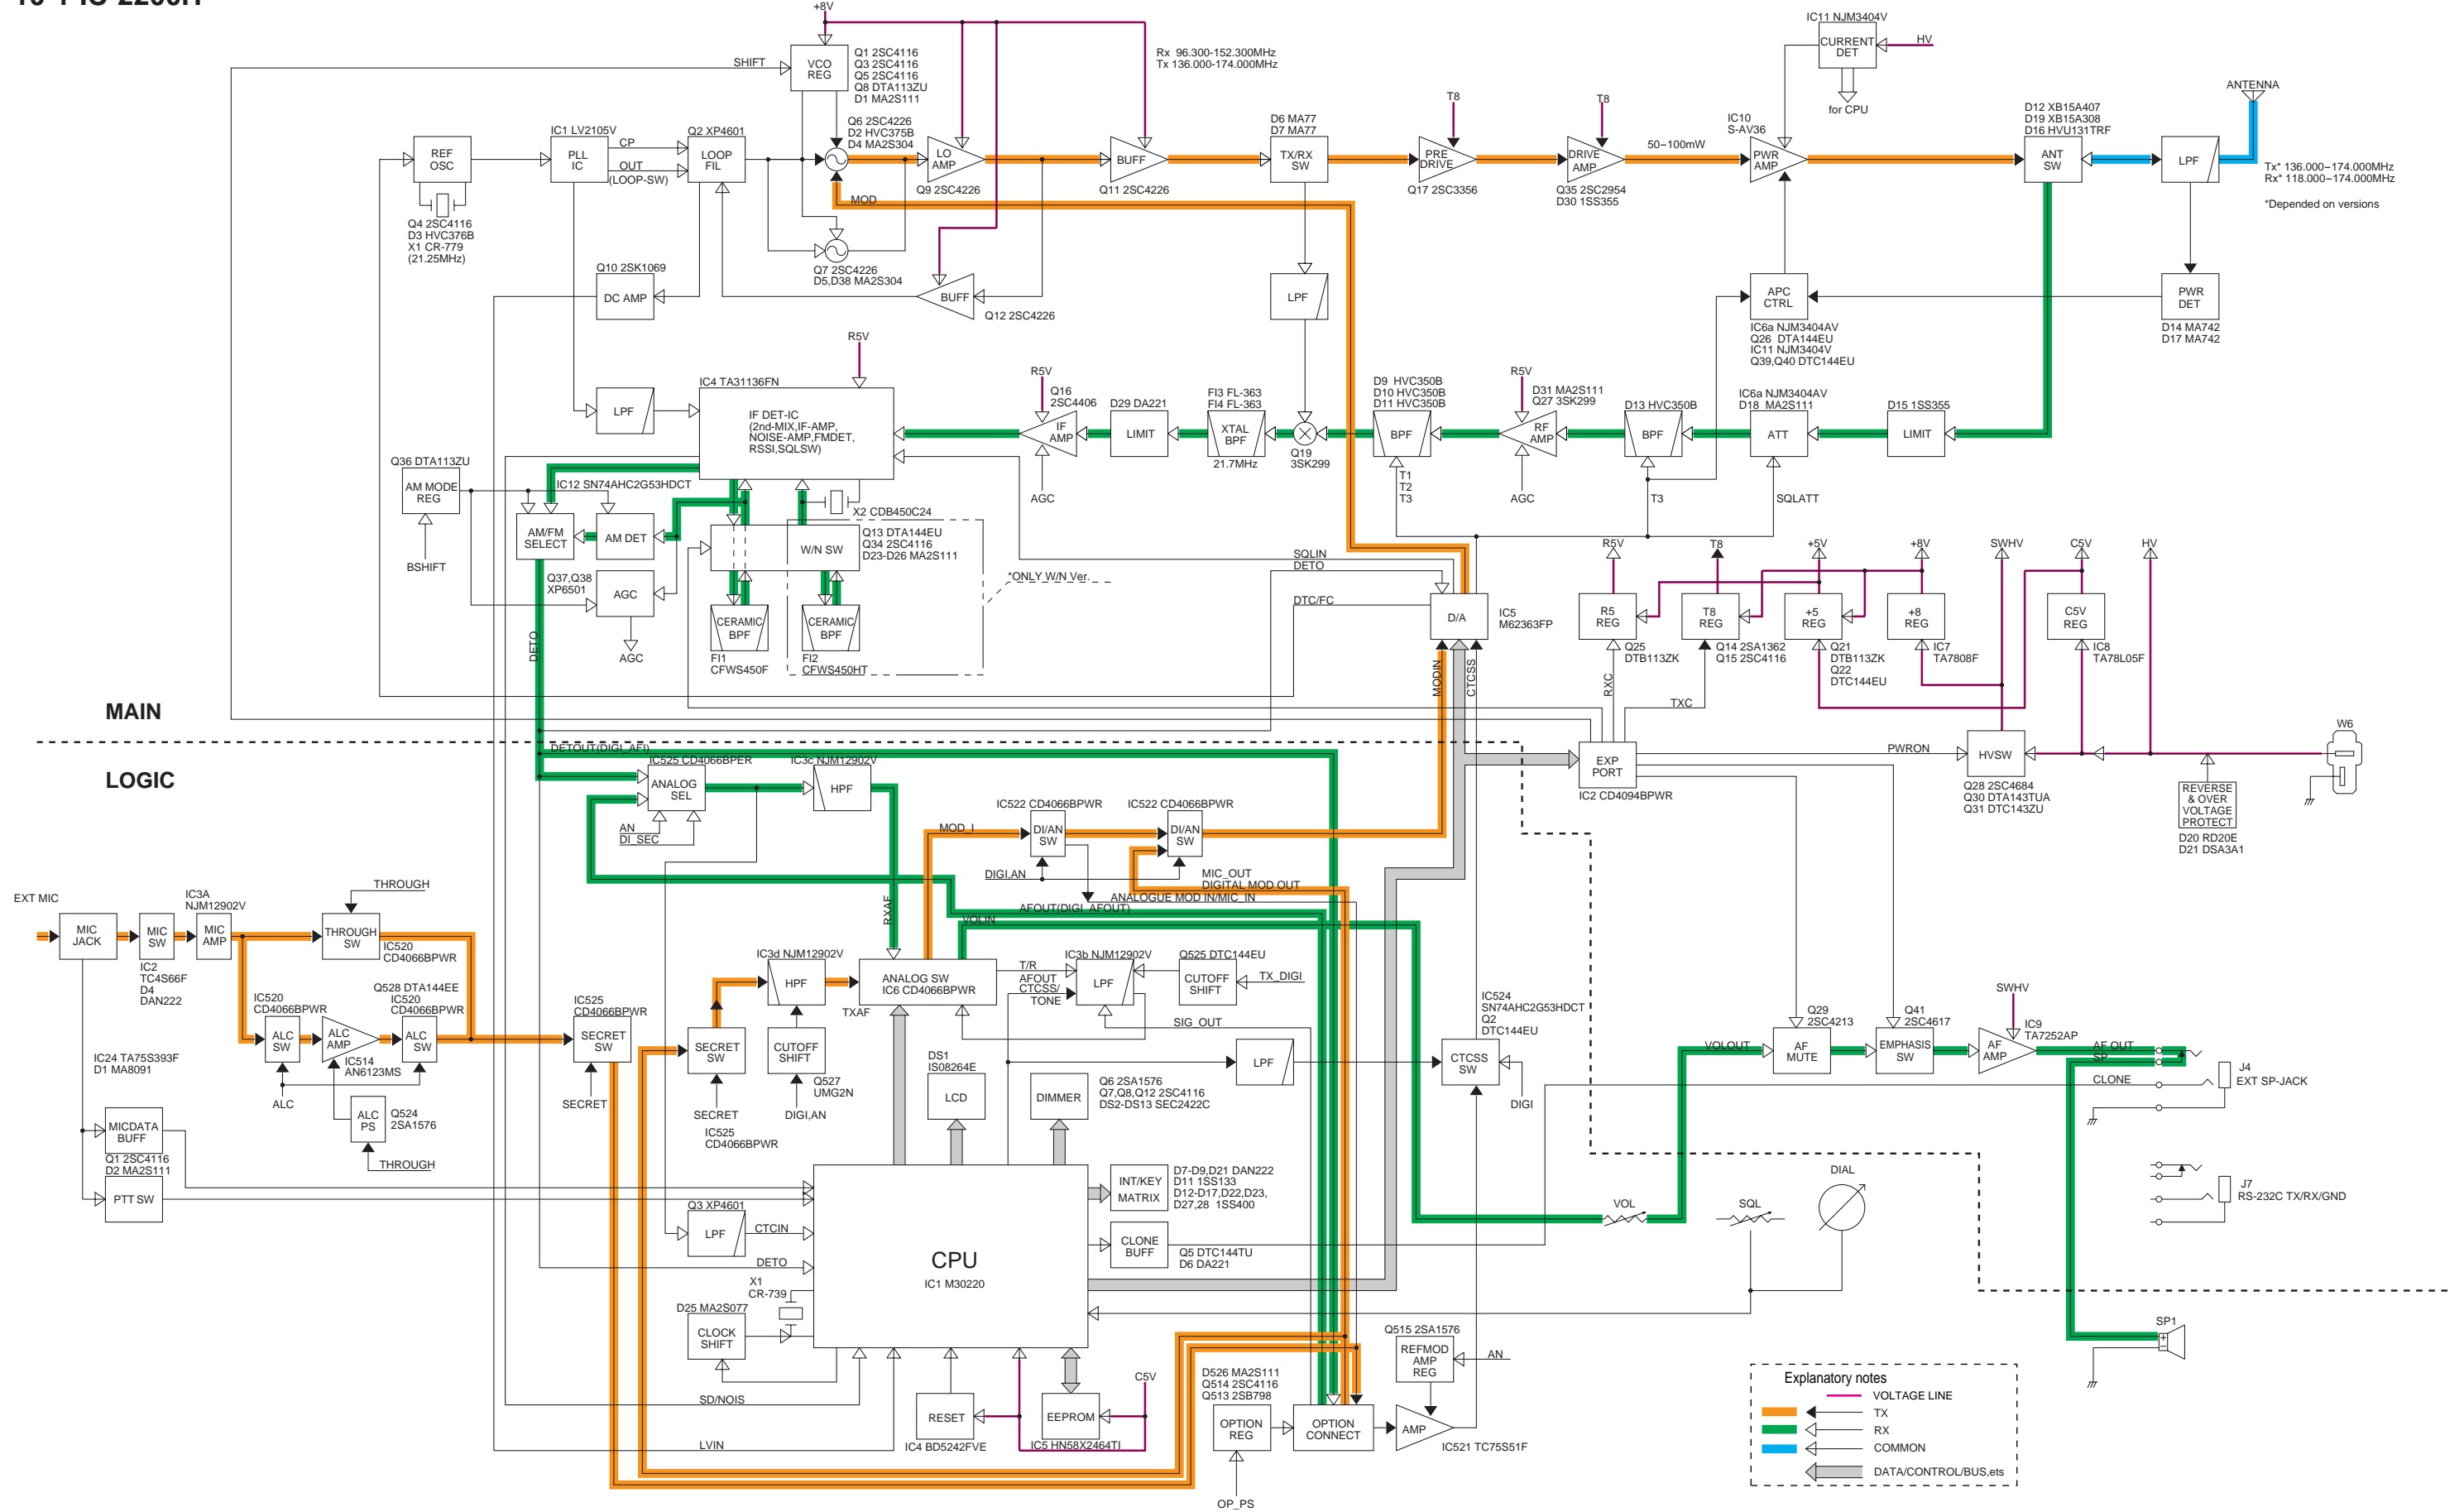 +8V
IC11 NJM3404V
CURRENT
DET
HV
for CPU
SHIFT
VCO
REG
Q1 2SC4116
Q3 2SC4116
Q5 2SC4116
Q8 DTA113ZU
D1 MA2S111
Rx  96.300-152.300MHz
Tx 136.000-174.000MHz
ANTENNA
REF
OSC
Q4 2SC4116
D3 HVC376B
X1 CR-779
(21.25MHz)
IC1 LV2105V
PLL
IC
CP
OUT
(LOOP-SW)
Q2 XP4601
LOOP
FIL
Q6 2SC4226
D2 HVC375B
D4 MA2S304
LO
AMP
Q9 2SC4226
BUFF
Q11 2SC4226
D6 MA77
D7 MA77
TX/RX
SW
T8
PRE
DRIVE
Q17 2SC3356
T8
DRIVE
AMP
Q35 2SC2954
D30 1SS355
50–100mW
IC10
S-AV36
PWR
AMP
D12 XB15A407
D19 XB15A308
D16 HVU131TRF
ANT
SW
LPF
Tx* 136.000–174.000MHz
Rx* 118.000–174.000MHz
*Depended on versions
MOD
Q7 2SC4226
D5,D38 MA2S304
Q10 2SK1069
DC AMP
BUFF
Q12 2SC4226
LPF
APC
CTRL
IC6a NJM3404AV
Q26  DTA144EU
IC11 NJM3404V
Q39,Q40 DTC144EU
PWR
DET
D14 MA742
D17 MA742
R5V
IC4 TA31136FN
IF DET-IC
(2nd-MIX,IF-AMP,
NOISE-AMP,FMDET,
RSSI,SQLSW)
LPF
R5V
Q16
2SC4406
IF
AMP
AGC
D29 DA221
LIMIT
FI3 FL-363
FI4 FL-363
XTAL
BPF
21.7MHz
Q19
3SK299
D9  HVC350B
D10 HVC350B
D11 HVC350B
BPF
T1
T2
T3
R5V
D31 MA2S111
Q27 3SK299
RF
AMP
AGC
D13 HVC350B
BPF
T3
IC6a NJM3404AV
D18  MA2S111
ATT
SQLATT
D15 1SS355
LIMIT
Q36 DTA113ZU
AM MODE
REG
BSHIFT
IC12 SN74AHC2G53HDCT
AM/FM
SELECT
AM DET
Q37,Q38
XP6501
AGC
AGC
X2 CDB450C24
W/N SW
Q13 DTA144EU
Q34 2SC4116
D23-D26 MA2S111
*ONLY W/N Ver.
CERAMIC
BPF
FI1
CFWS450F
CERAMIC
BPF
FI2
CFWS450HT
SQLIN
DETO
DTC/FC
D/A
IC5
M62363FP
MODIN
CTCSS
DETO
R5V
T8
+5V
+8V
SWHV
C5V
HV
R5
REG
Q25
DTB113ZK
T8
REG
Q14 2SA1362
Q15 2SC4116
+5
REG
Q21
DTB113ZK
Q22
DTC144EU
+8
REG
IC7
TA7808F
C5V
REG
IC8
TA78L05F
RXC
TXC
MAIN
LOGIC
W6
EXP
PORT
IC2 CD4094BPWR
PWRON
HVSW
Q28 2SC4684
Q30 DTA143TUA
Q31 DTC143ZU
REVERSE
& OVER
VOLTAGE
PROTECT
D20 RD20E
D21 DSA3A1
DETOUT(DIGI_AFI)
IC525 CD4066BPER
ANALOG
SEL
AN
DI_SEC
IC3c NJM12902V
HPF
RXAF
MOD_I
IC522 CD4066BPWR
DI/AN
SW
IC522 CD4066BPWR
DI/AN
SW
DIGI,AN
MIC_OUT
DIGITAL MOD OUT
ANALOGUE MOD IN/MIC_IN
AFOUT(DIGI_AFOUT)
VOLIN
EXT MIC
MIC
JACK
MIC
SW
IC2
TC4S66F
D4
DAN222
IC3A
NJM12902V
MIC
AMP
THROUGH
THROUGH
SW
IC520
CD4066BPWR
IC520
CD4066BPWR
ALC
SW
ALC
AMP
IC514
AN6123MS
Q528 DTA144EE
IC520
CD4066BPWR
ALC
SW
ALC
ALC
PS
Q524
2SA1576
THROUGH
IC24 TA75S393F
D1 MA8091
MICDATA
BUFF
Q1 2SC4116
D2 MA2S111
PTT SW
IC525
CD4066BPWR
SECRET
SW
SECRET
SECRET
SW
SECRET
IC525
CD4066BPWR
IC3d NJM12902V
HPF
CUTOFF
SHIFT
Q527
UMG2N
DIGI,AN
ANALOG SW
IC6 CD4066BPWR
TXAF
T/R
AFOUT
CTCSS/
TONE
IC3b NJM12902V
LPF
Q525 DTC144EU
CUTOFF
SHIFT
TX_DIGI
SIG_OUT
DS1
IS08264E
LCD
DIMMER
Q6 2SA1576
Q7,Q8,Q12 2SC4116
DS2-DS13 SEC2422C
LPF
IC524
SN74AHC2G53HDCT
Q2
DTC144EU
CTCSS
SW
DIGI
VOLOUT
Q29
2SC4213
AF
MUTE
Q41
2SC4617
EMPHASIS
SW
SWHV
IC9
TA7252AP
AF
AMP
AF OUT
SP
CLONE
J4
EXT SP-JACK
J7
RS-232C TX/RX/GND
DIAL
VOL
SQL
Q3 XP4601
LPF
CTCIN
DETO
X1
CR-739
D25 MA2S077
CLOCK
SHIFT
CPU
IC1 M30220
INT/KEY
MATRIX
D7-D9,D21 DAN222
D11 1SS133
D12-D17,D22,D23,
D27,28  1SS400
CLONE
BUFF
Q5 DTC144TU
D6 DA221
SD/NOIS
LVIN
RESET
IC4 BD5242FVE
EEPROM
IC5 HN58X2464TI
C5V
D526 MA2S111
Q514 2SC4116
Q513 2SB798
OPTION
REG
OP_PS
OPTION
CONNECT
Q515 2SA1576
REFMOD
AMP
REG
AN
AMP
IC521 TC75S51F
SP1
Explanatory notes
VOLTAGE LINE
TX
RX
COMMON
DATA/CONTROL/BUS,ets